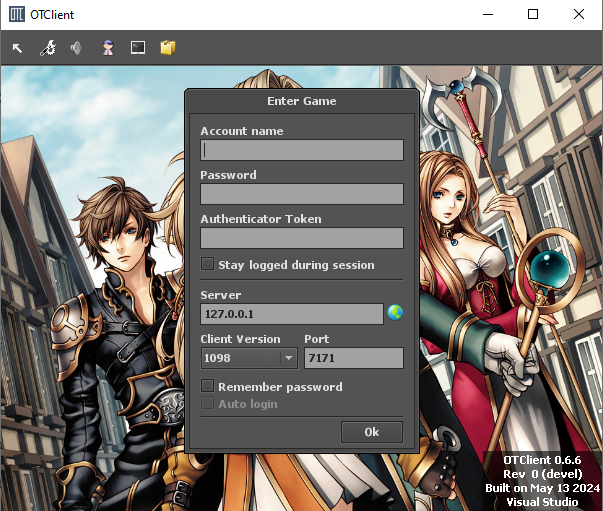 OTC OTClient
Enter Game
Account name
Password
Authenticator Token
Stay logged during session
Server
127.0.0.1
Client Version Port
1098 7171
Remember password
Auto login
Ok
OTClient 0.6.6
Rev 0 (devel)
Built on May 13 2024
Visual Studio